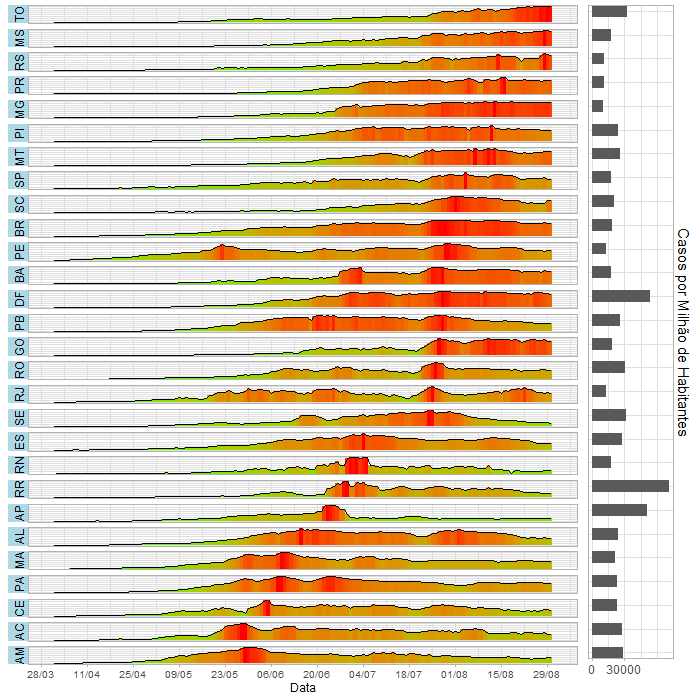 TO
MS
RS
PR
MG
PI
MT
SP
SC
BR
PE
BA
DF
PB
GO
RO
RJ
SE
ES
RN
RR
AP
AL
MA
PA
CE
AC
AM
28/03 11/04 25/04 09/05 23/05 06/06 20/06 04/07 18/07 01/08 15/08 29/08
Data
0 30000
Casos por Milhão de Habitantes